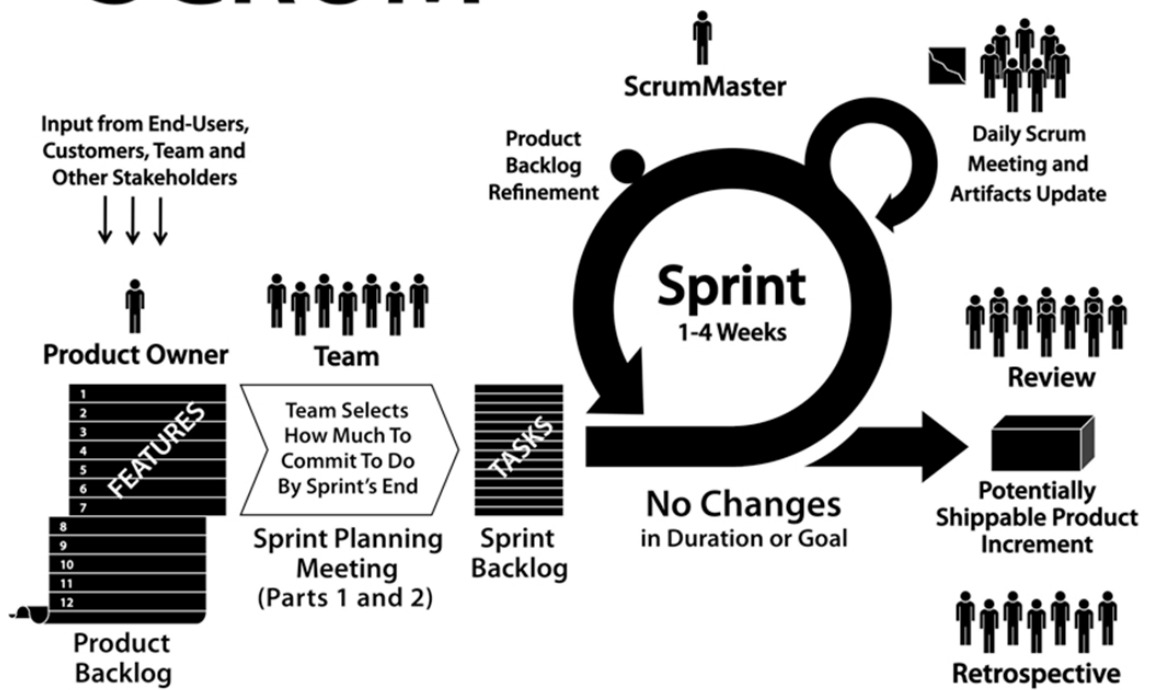 SCRUM
ScrumMaster
Input from End-Users,
Customers, Team and
Other Stakeholders
Product
Backlog
Refinement
Daily Scrum
Meeting and
Artifacts Update
Sprint
1-4 Weeks
Product Owner
Team
Review
1
2
3
4
5
6
7
FEATURES
8
9
10
11
12
Product
Backlog
Team Selects
How Much To
Commit To Do
By Sprint's End
Sprint Planning
Meeting
(Parts 1 and 2)
TASKS
Sprint
Backlog
No Changes
in Duration or Goal
Potentially
Shippable Product
Increment
Retrospective